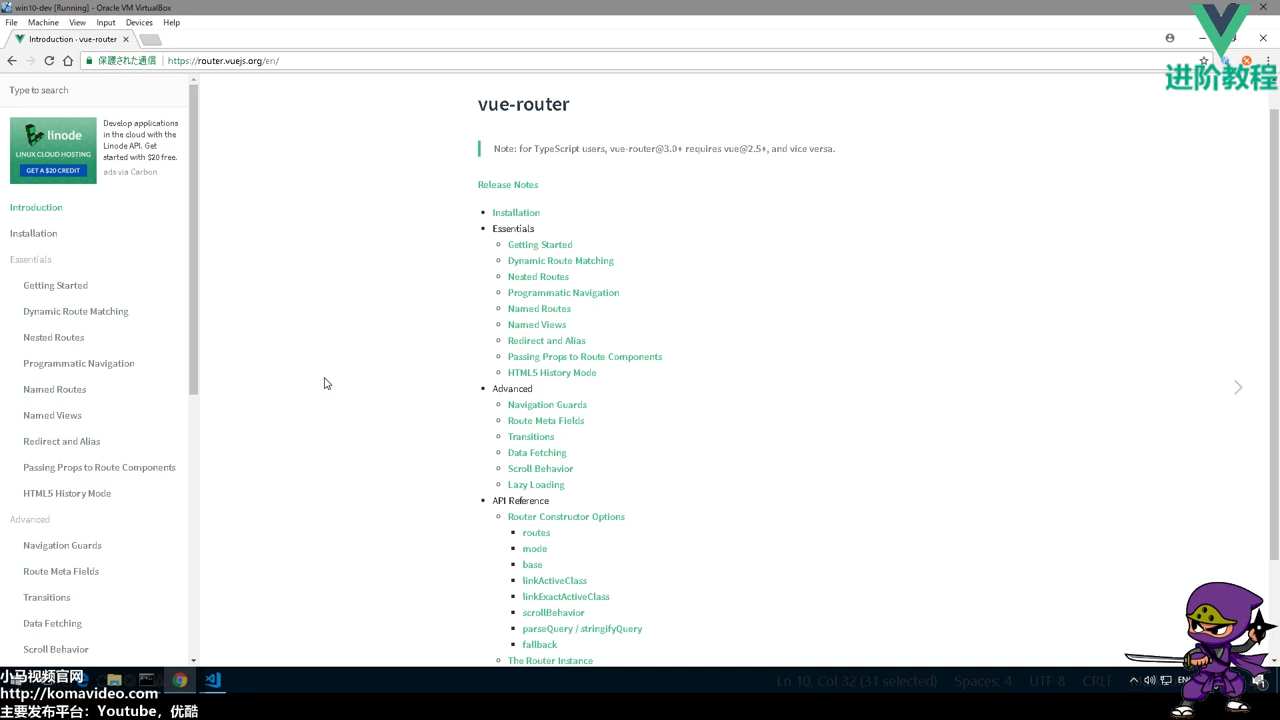 win10-dev [Running] - Oracle VM VirtualBox
File Machine View Input Devices Help
Introduction · vue-router
保護された通信 https://router.vuejs.org/en/
进阶教程
Type to search
linode
LINUX CLOUD HOSTING
GET A $20 CREDIT
Develop applications
in the cloud with the
Linode API. Get
started with $20 free.
ads via Carbon
Introduction
Installation
Essentials
Getting Started
Dynamic Route Matching
Nested Routes
Programmatic Navigation
Named Routes
Named Views
Redirect and Alias
Passing Props to Route Components
HTML5 History Mode
Advanced
Navigation Guards
Route Meta Fields
Transitions
Data Fetching
Scroll Behavior
vue-router
Note: for TypeScript users, vue-router@3.0+ requires vue@2.5+, and vice versa.
Release Notes
Installation
Essentials
Getting Started
Dynamic Route Matching
Nested Routes
Programmatic Navigation
Named Routes
Named Views
Redirect and Alias
Passing Props to Route Components
HTML5 History Mode
Advanced
Navigation Guards
Route Meta Fields
Transitions
Data Fetching
Scroll Behavior
Lazy Loading
API Reference
Router Constructor Options
routes
mode
base
linkActiveClass
linkExactActiveClass
scrollBehavior
parseQuery / stringifyQuery
fallback
The Router Instance
小马视频官网
http://komavideo.com
主要发布平台：Youtube，优酷
Ln 10, Col 32 (31 selected) Spaces: 4 UTF-8 CRLF
ENG